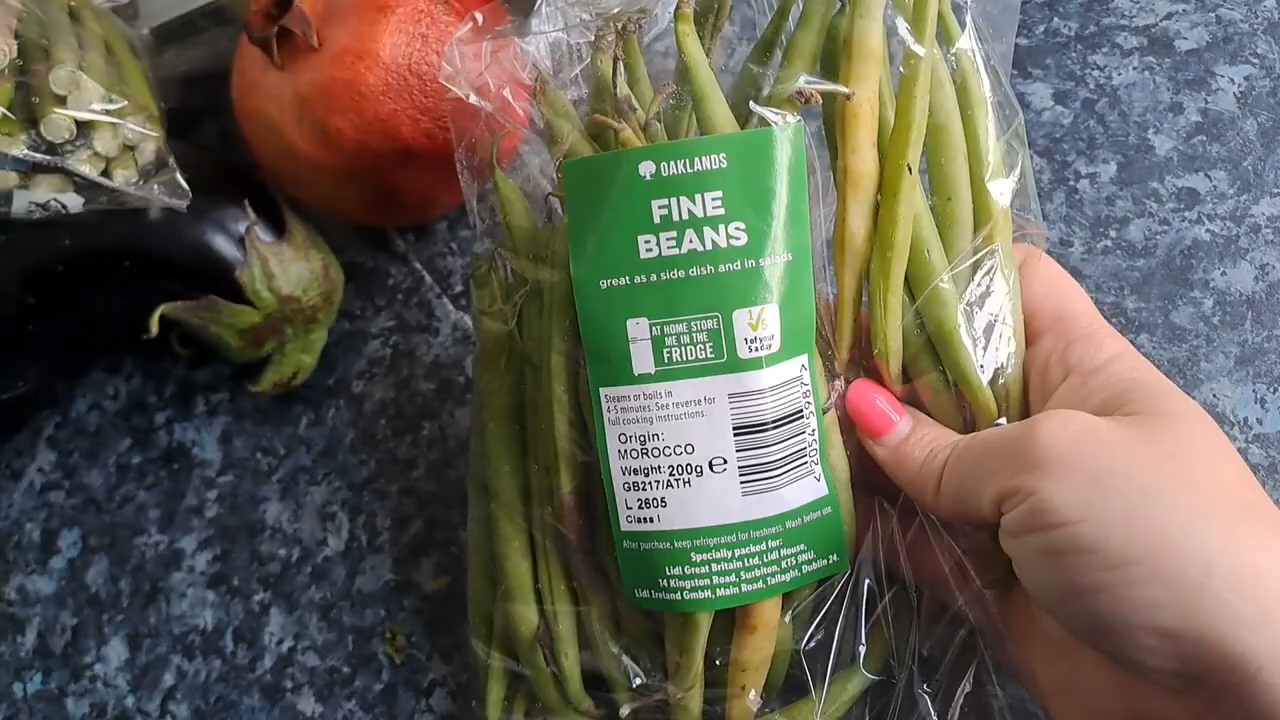 OAKLANDS
FINE
BEANS
great as a side dish and in salads
AT HOME STORE
ME IN THE
FRIDGE
1/5
1 of your
5 a day
Steams or boils in
4-5 minutes. See reverse for
full cooking instructions.
Origin:
MOROCCO
Weight: 200g e
GB217/ATH
L 2605
Class I
< 2054 5987 >
After purchase, keep refrigerated for freshness. Wash before use.
Specially packed for:
Lidl Great Britain Ltd, Lidl House,
14 Kingston Road, Surbiton, KT5 9NU.
Lidl Ireland GmbH, Main Road, Tallaght, Dublin 24.